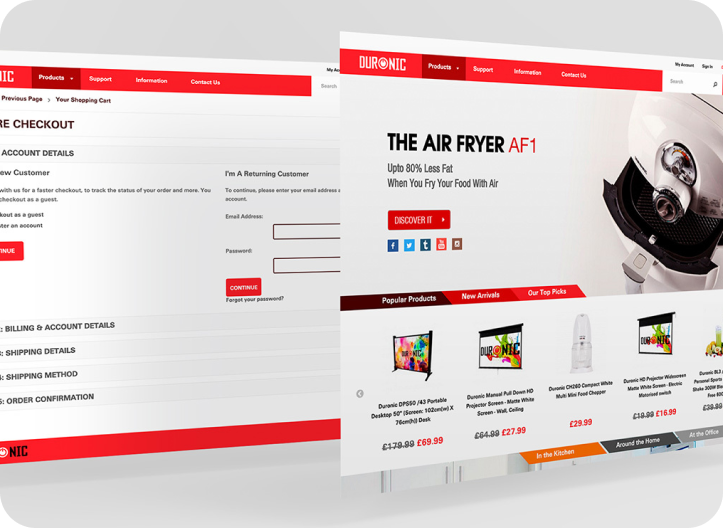 NIC
Products
Support
Information
Contact Us
My Ac
Search
Previous Page > Your Shopping Cart
RE CHECKOUT
ACCOUNT DETAILS
ew Customer
with us for a faster checkout, to track the status of your order and more. You
checkout as a guest.
kout as a guest
ter an account
INUE
I'm A Returning Customer
To continue, please enter your email address a
account.
Email Address:
Password:
CONTINUE
Forgot your password?
: BILLING & ACCOUNT DETAILS
: SHIPPING DETAILS
: SHIPPING METHOD
: ORDER CONFIRMATION
NIC
DURONIC
Products
Support
Information
Contact Us
My Account
Sign in
Search
THE AIR FRYER AF1
Upto 80% Less Fat
When You Fry Your Food With Air
DISCOVER IT
Popular Products
New Arrivals
Our Top Picks
DURONIC
DURONIC
DURONIC
Duronic DPS50 /43 Portable
Desktop 50" (Screen: 102cm(w) X
76cm(h)) Desk
£179.99 £69.99
Duronic Manual Pull Down HD
Projector Screen - Matte White
Screen - Wall, Ceiling
£64.99 £27.99
Duronic CH260 Compact White
Multi Mini Food Chopper
£29.99
Duronic HD Projector Widescreen
Matte White Screen - Electric
Motorised switch
£19.99 £16.99
Duronic BL3
Personal Sports
Shake 300W
Free 600
£39.99
In the Kitchen
Around the Home
At the Office